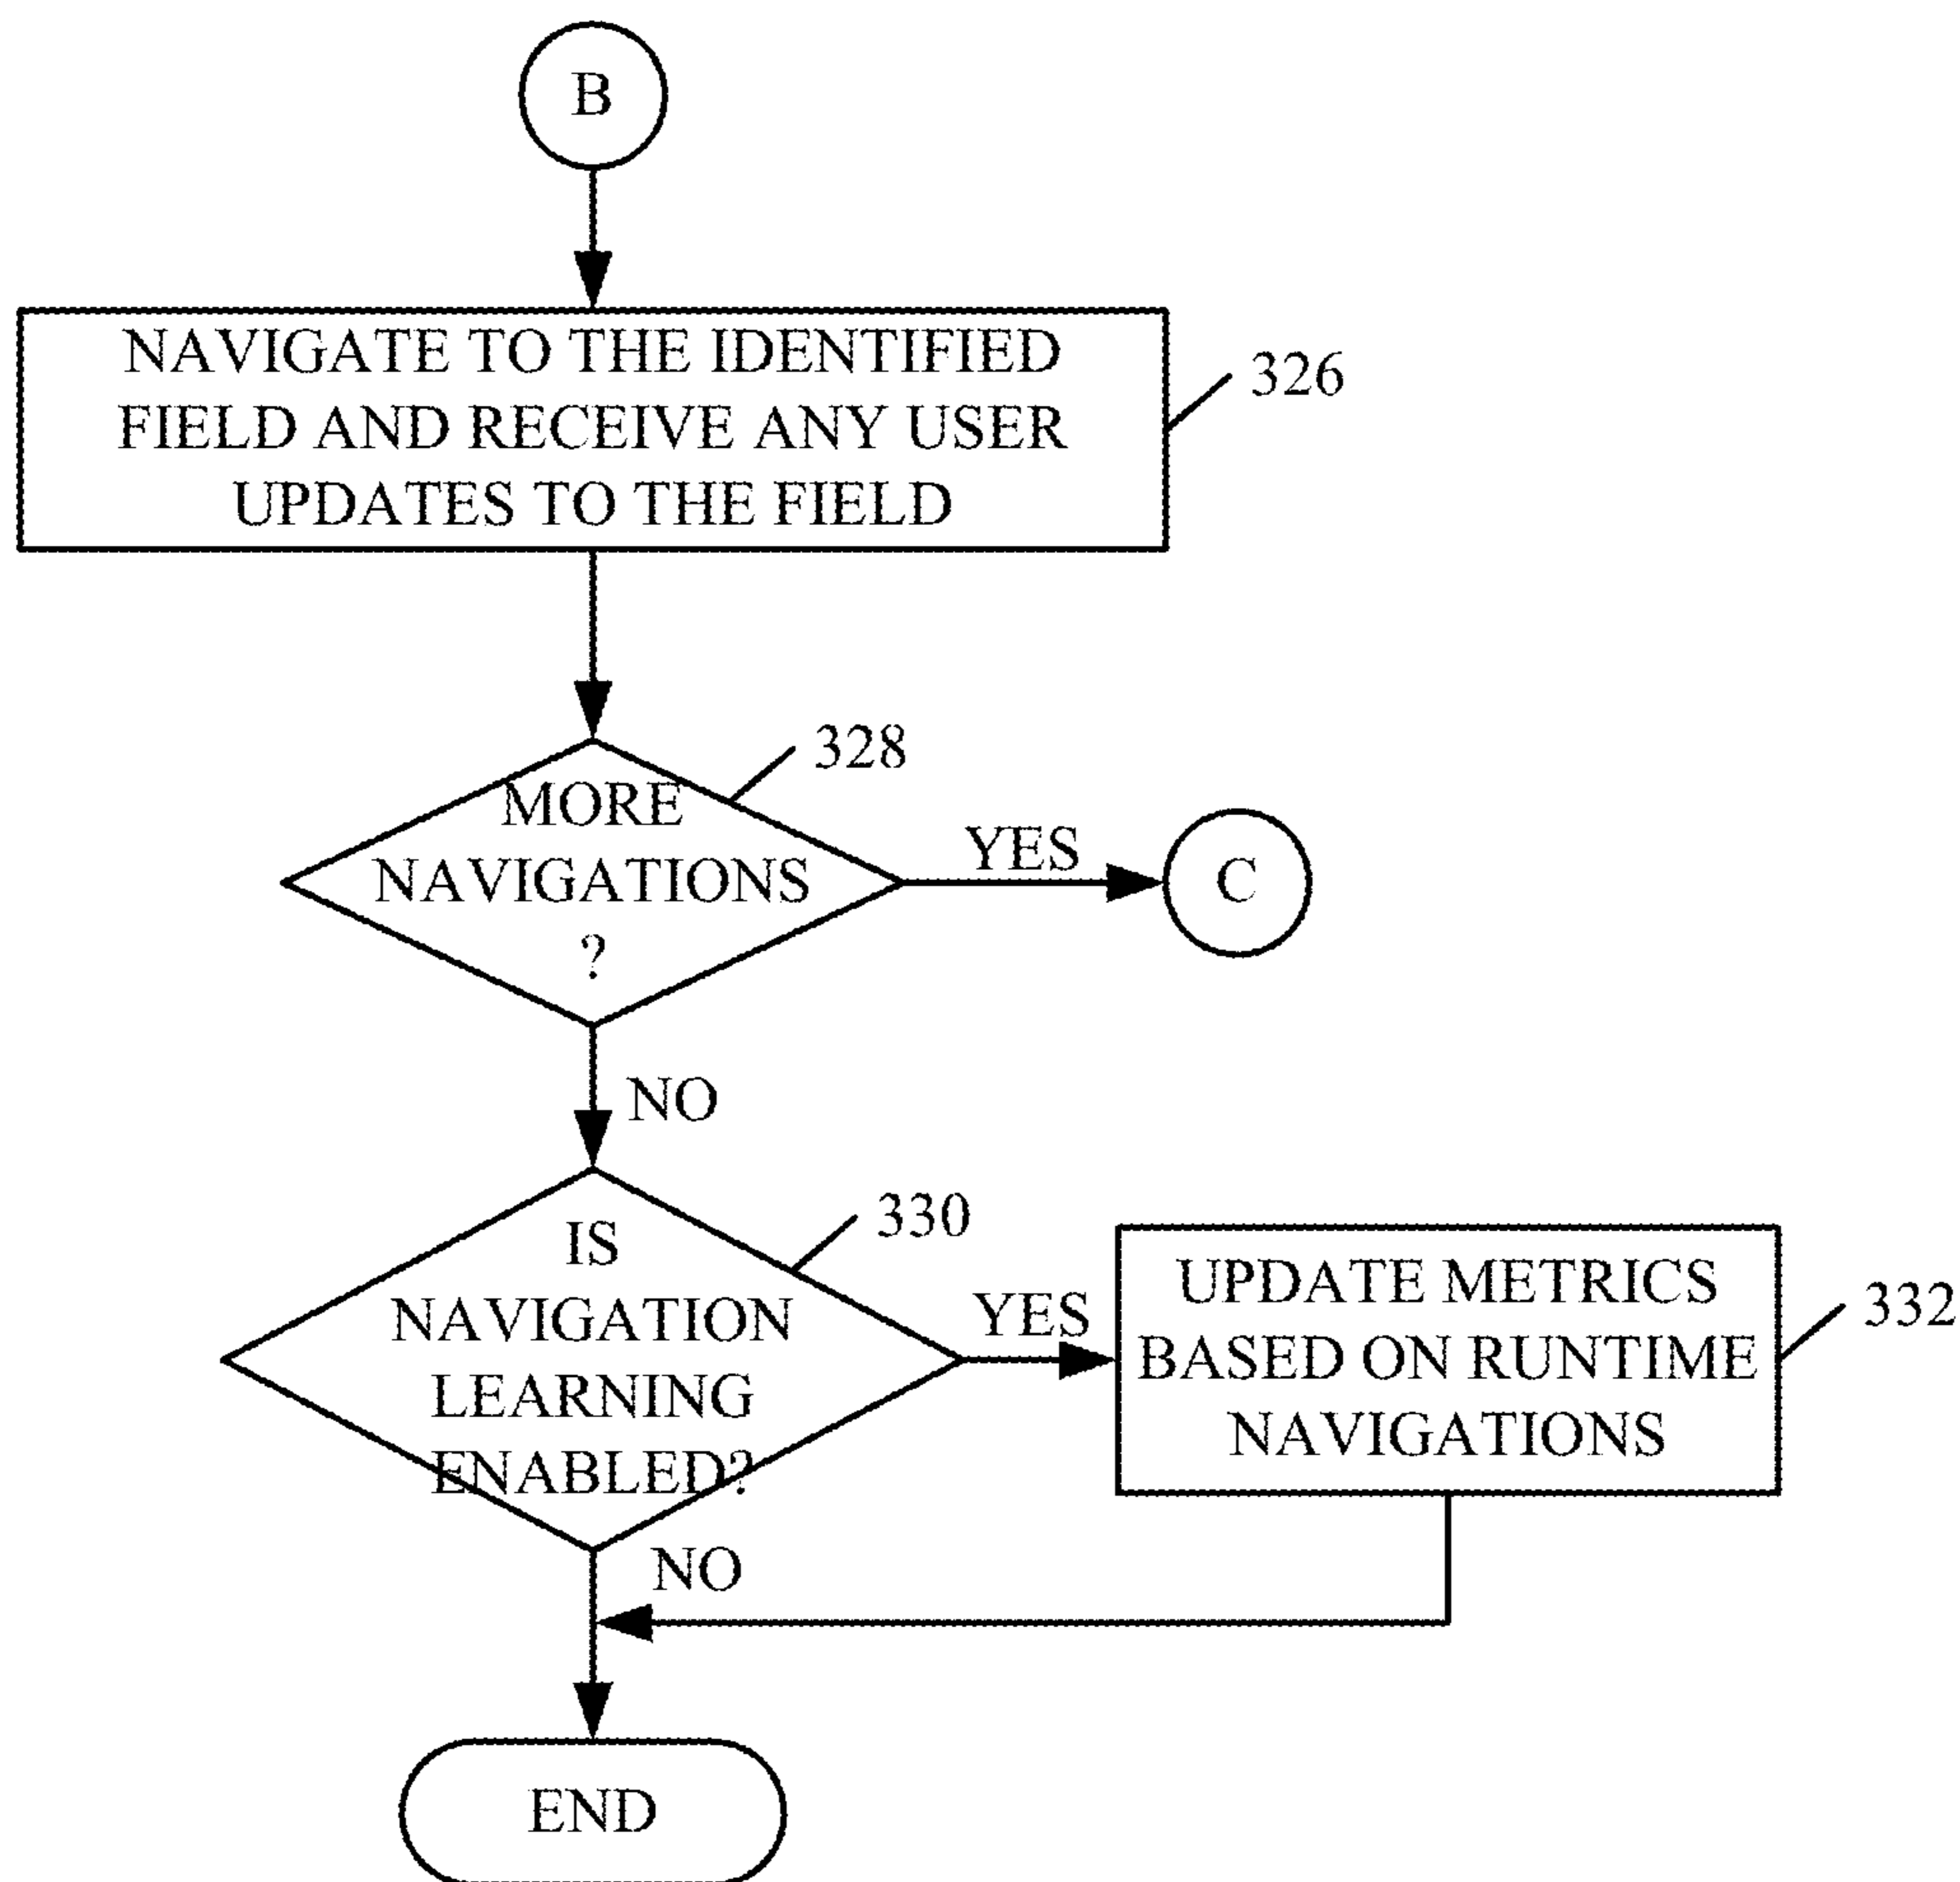 B
NAVIGATE TO THE IDENTIFIED
FIELD AND RECEIVE ANY USER
UPDATES TO THE FIELD
326
328
MORE
NAVIGATIONS
?
YES
C
NO
330
IS
NAVIGATION
LEARNING
ENABLED?
YES
UPDATE METRICS
BASED ON RUNTIME
NAVIGATIONS
332
NO
END